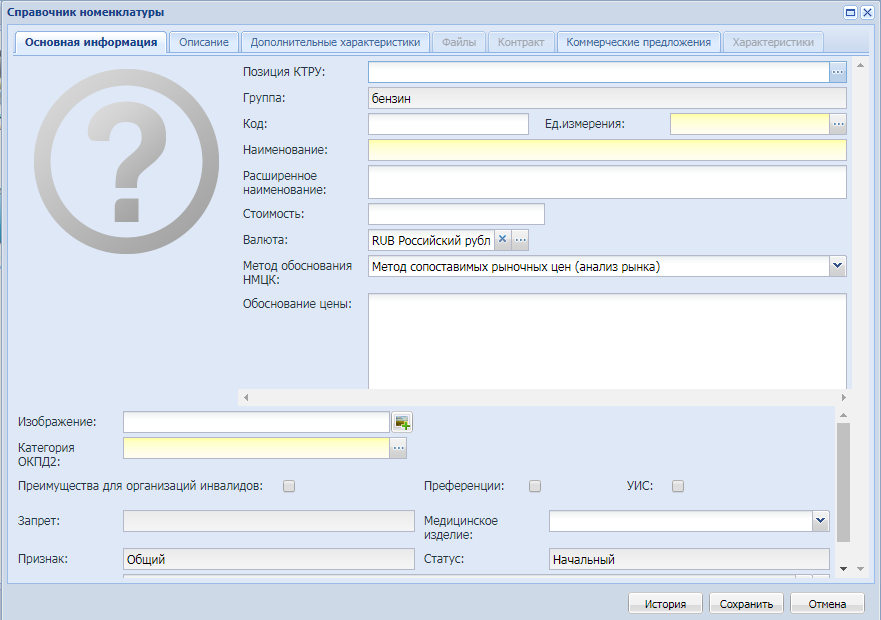 Справочник номенклатуры
Основная информация Описание Дополнительные характеристики Файлы Контракт Коммерческие предложения Характеристики
Позиция КТРУ:
Группа: бензин
Код: Ед.измерения:
Наименование:
Расширенное
наименование:
Стоимость:
Валюта: RUB Российский рубл
Метод обоснования
НМЦК: Метод сопоставимых рыночных цен (анализ рынка)
Обоснование цены:
Изображение:
Категория
ОКПД2:
Преимущества для организаций инвалидов: Преференции: УИС:
Запрет: Медицинское
изделие:
Признак: Общий Статус: Начальный
История Сохранить Отмена